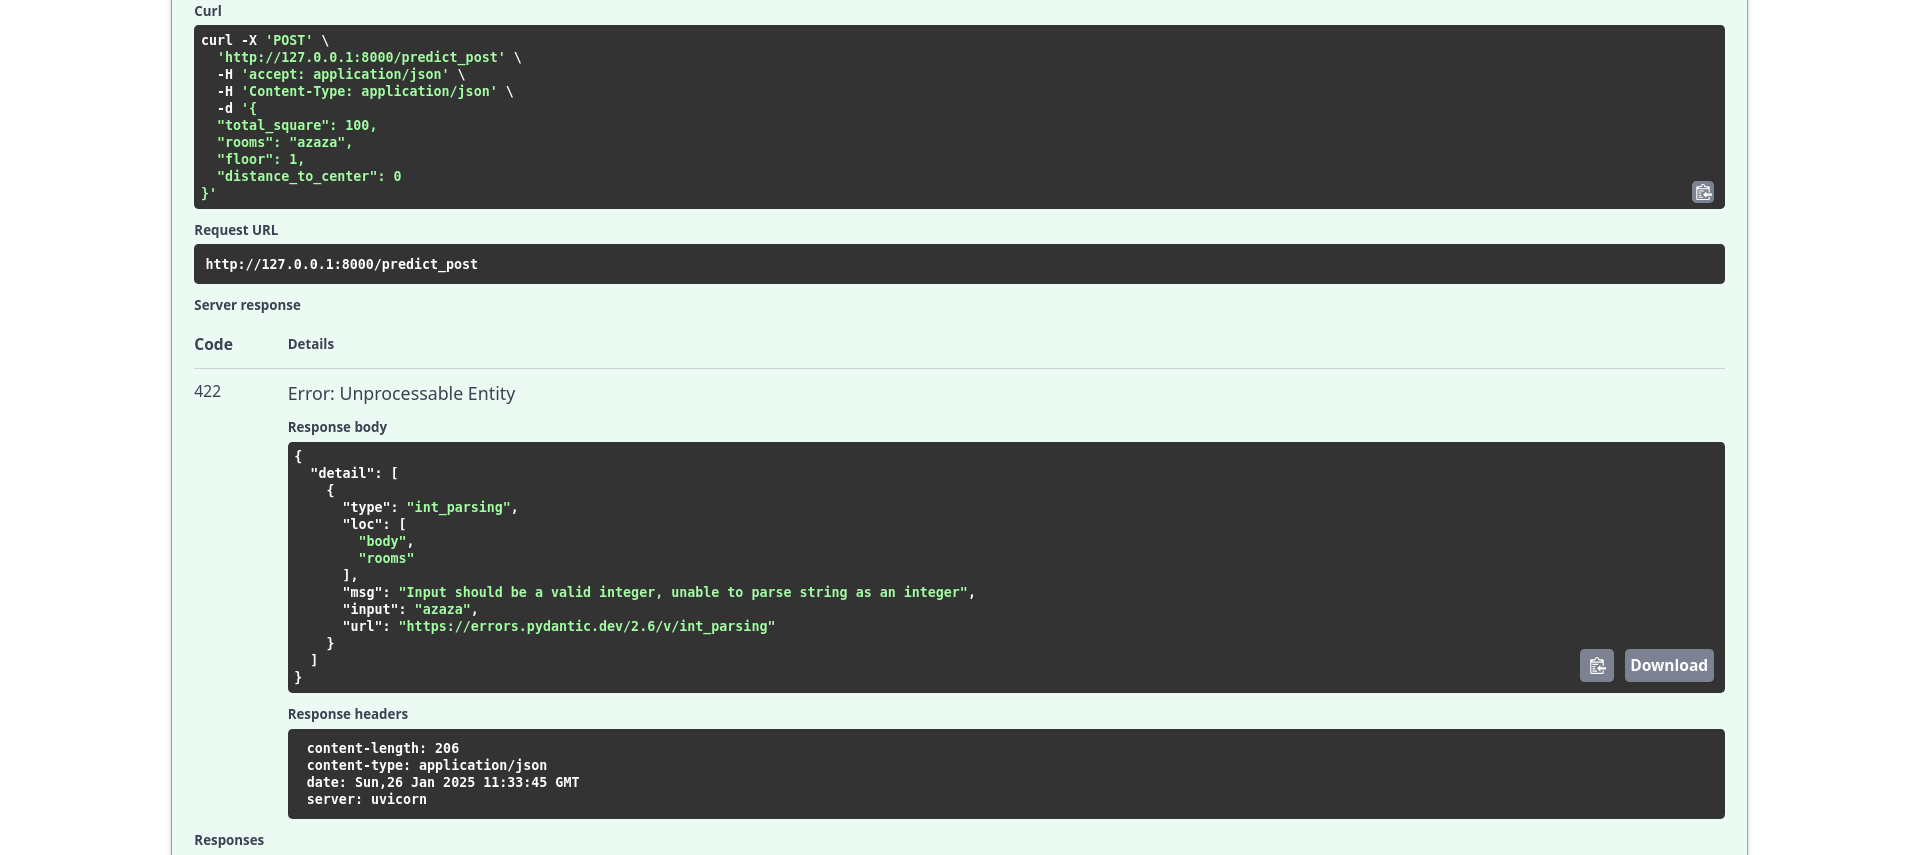 Curl
curl -X 'POST' \
  'http://127.0.0.1:8000/predict_post' \
  -H 'accept: application/json' \
  -H 'Content-Type: application/json' \
  -d '{
  "total_square": 100,
  "rooms": "azaza",
  "floor": 1,
  "distance_to_center": 0
}'
Request URL
http://127.0.0.1:8000/predict_post
Server response
Code Details
422 Error: Unprocessable Entity
Response body
{
  "detail": [
    {
      "type": "int_parsing",
      "loc": [
        "body",
        "rooms"
      ],
      "msg": "Input should be a valid integer, unable to parse string as an integer",
      "input": "azaza",
      "url": "https://errors.pydantic.dev/2.6/v/int_parsing"
    }
  ]
}
Download
Response headers
content-length: 206
content-type: application/json
date: Sun,26 Jan 2025 11:33:45 GMT
server: uvicorn
Responses